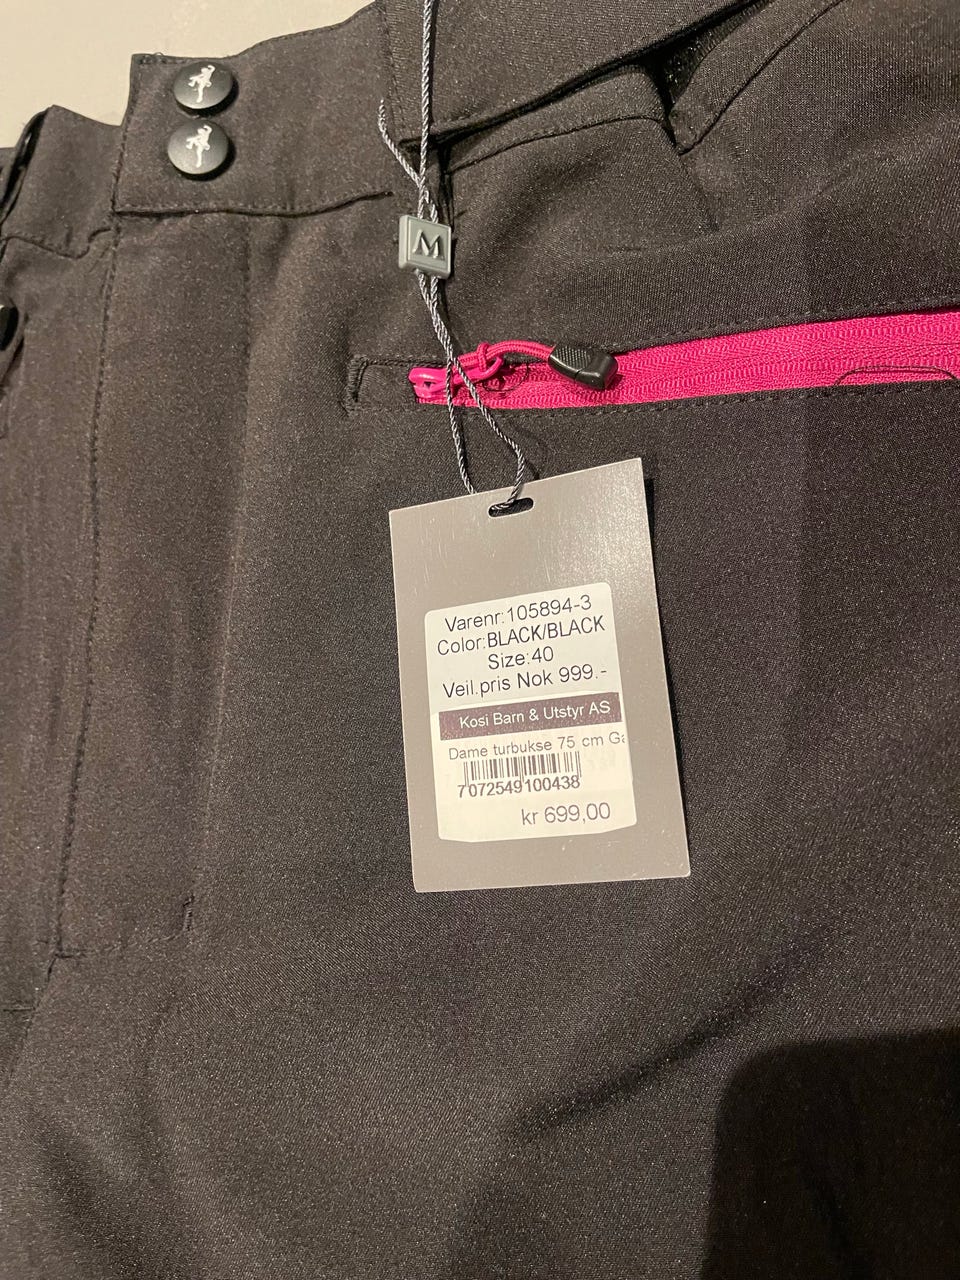 M
Varenr:105894-3
Color:BLACK/BLACK
Size:40
Veil.pris Nok 999.-
Kosi Barn & Utstyr AS
Dame turbukse 75 cm
7072549100438
kr 699,00